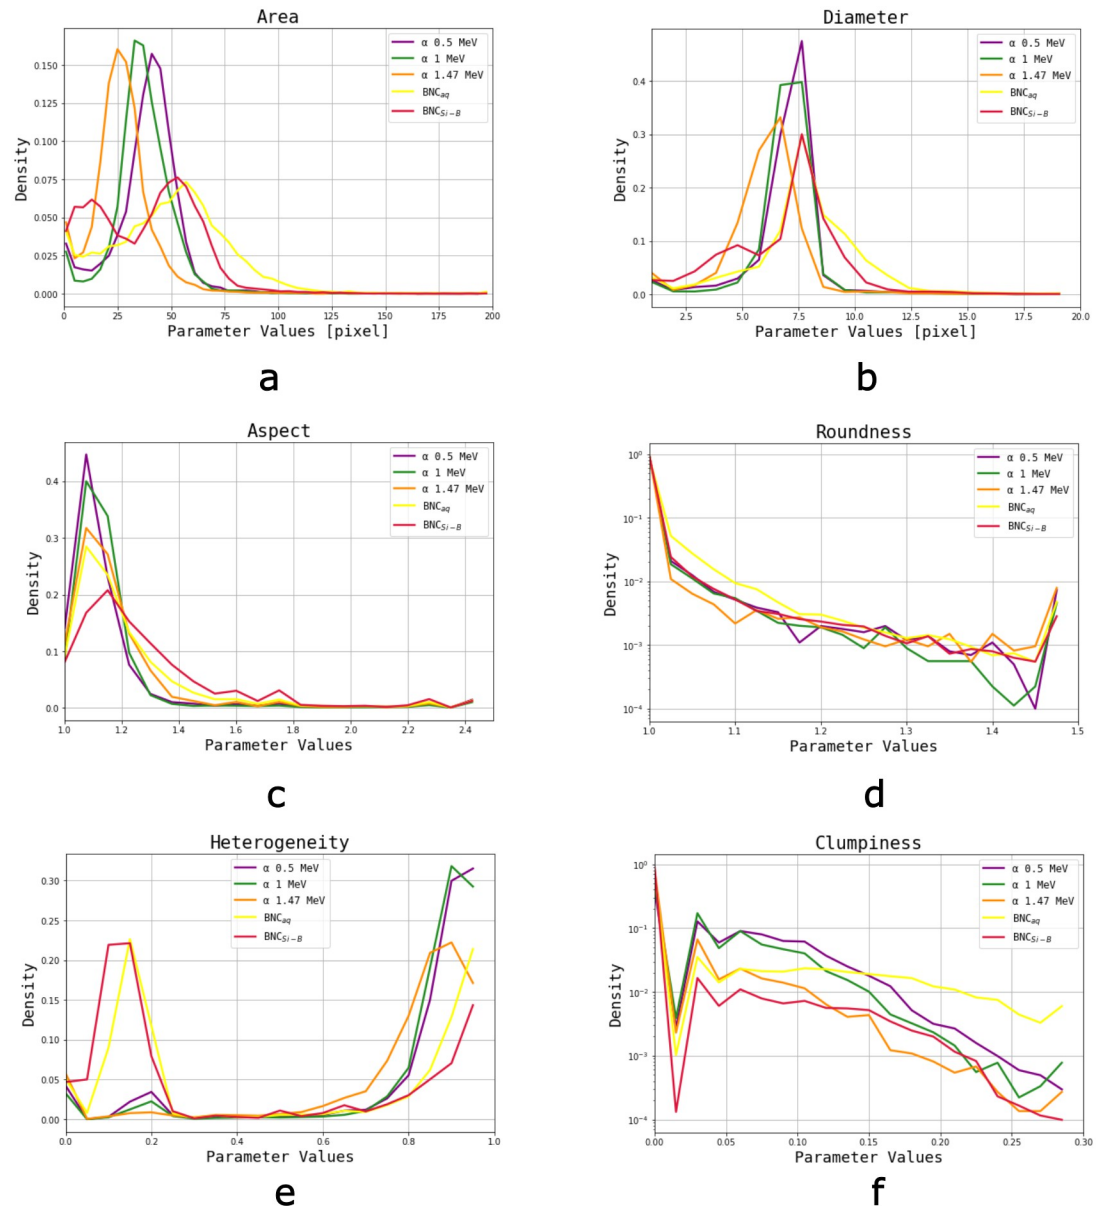 Area
α 0.5 MeV
α 1 MeV
α 1.47 MeV
BNCaq
BNCSi-B
Density
0.150
0.125
0.100
0.075
0.050
0.025
0.000
0 25 50 75 100 125 150 175 200
Parameter Values [pixel]
a
Diameter
α 0.5 MeV
α 1 MeV
α 1.47 MeV
BNCaq
BNCSi-B
Density
0.4
0.3
0.2
0.1
0.0
2.5 5.0 7.5 10.0 12.5 15.0 17.5 20.0
Parameter Values [pixel]
b
Aspect
α 0.5 MeV
α 1 MeV
α 1.47 MeV
BNCaq
BNCSi-B
Density
0.4
0.3
0.2
0.1
0.0
1.0 1.2 1.4 1.6 1.8 2.0 2.2 2.4
Parameter Values
c
Roundness
α 0.5 MeV
α 1 MeV
α 1.47 MeV
BNCaq
BNCSi-B
Density
10⁰
10⁻¹
10⁻²
10⁻³
10⁻⁴
1.0 1.1 1.2 1.3 1.4 1.5
Parameter Values
d
Heterogeneity
α 0.5 MeV
α 1 MeV
α 1.47 MeV
BNCaq
BNCSi-B
Density
0.30
0.25
0.20
0.15
0.10
0.05
0.00
0.0 0.2 0.4 0.6 0.8 1.0
Parameter Values
e
Clumpiness
α 0.5 MeV
α 1 MeV
α 1.47 MeV
BNCaq
BNCSi-B
Density
10⁰
10⁻¹
10⁻²
10⁻³
10⁻⁴
0.00 0.05 0.10 0.15 0.20 0.25 0.30
Parameter Values
f